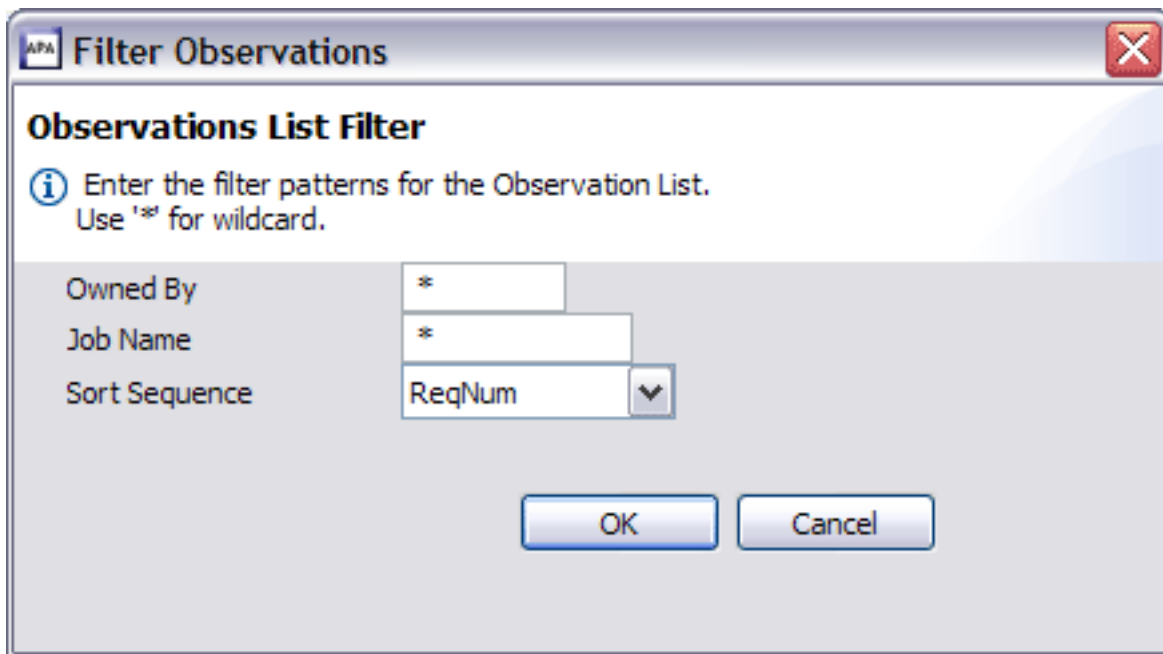 APA Filter Observations
Observations List Filter
Enter the filter patterns for the Observation List.
Use '*' for wildcard.
Owned By *
Job Name *
Sort Sequence ReqNum
OK Cancel